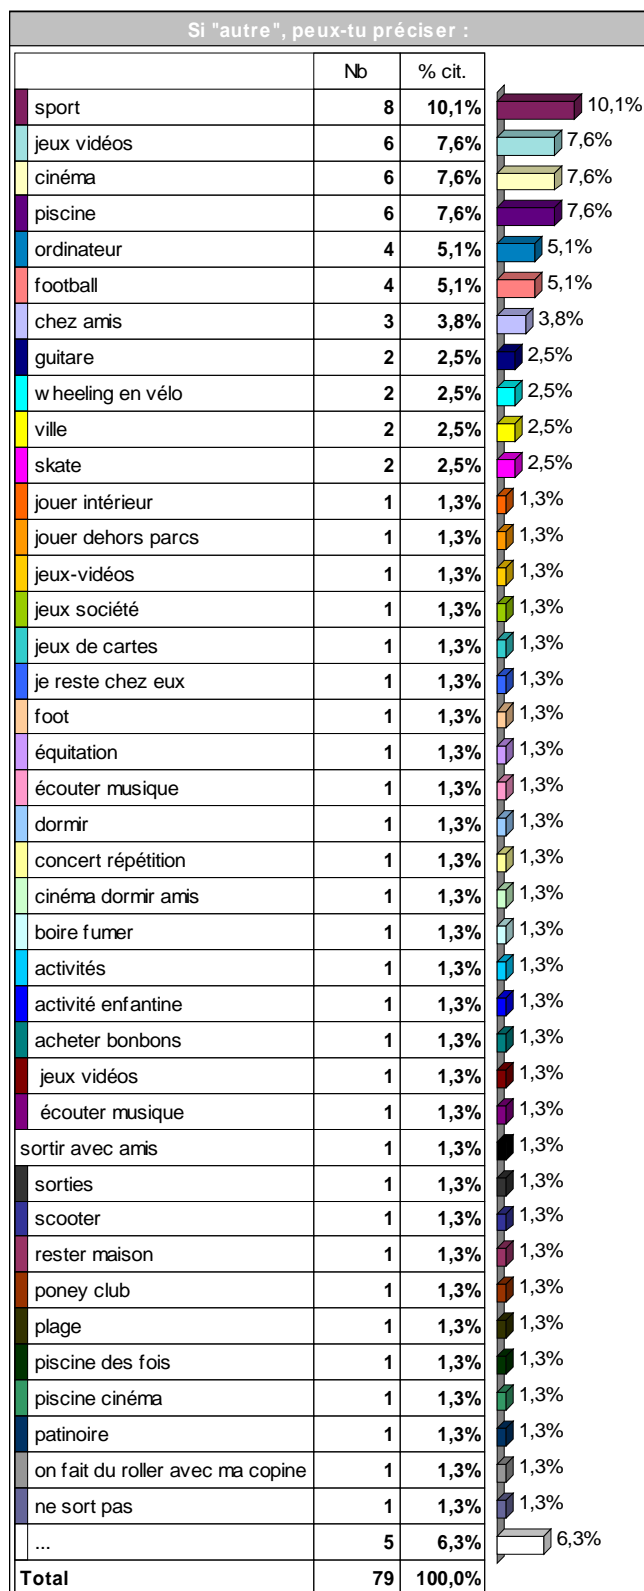 Si "autre", peux-tu préciser :
Nb % cit.
sport 8 10,1% 10,1%
jeux vidéos 6 7,6% 7,6%
cinéma 6 7,6% 7,6%
piscine 6 7,6% 7,6%
ordinateur 4 5,1% 5,1%
football 4 5,1% 5,1%
chez amis 3 3,8% 3,8%
guitare 2 2,5% 2,5%
wheeling en vélo 2 2,5% 2,5%
ville 2 2,5% 2,5%
skate 2 2,5% 2,5%
jouer intérieur 1 1,3% 1,3%
jouer dehors parcs 1 1,3% 1,3%
jeux-vidéos 1 1,3% 1,3%
jeux société 1 1,3% 1,3%
jeux de cartes 1 1,3% 1,3%
je reste chez eux 1 1,3% 1,3%
foot 1 1,3% 1,3%
équitation 1 1,3% 1,3%
écouter musique 1 1,3% 1,3%
dormir 1 1,3% 1,3%
concert répétition 1 1,3% 1,3%
cinéma dormir amis 1 1,3% 1,3%
boire fumer 1 1,3% 1,3%
activités 1 1,3% 1,3%
activité enfantine 1 1,3% 1,3%
acheter bonbons 1 1,3% 1,3%
jeux vidéos 1 1,3% 1,3%
écouter musique 1 1,3% 1,3%
sortir avec amis 1 1,3% 1,3%
sorties 1 1,3% 1,3%
scooter 1 1,3% 1,3%
rester maison 1 1,3% 1,3%
poney club 1 1,3% 1,3%
plage 1 1,3% 1,3%
piscine des fois 1 1,3% 1,3%
piscine cinéma 1 1,3% 1,3%
patinoire 1 1,3% 1,3%
on fait du roller avec ma copine 1 1,3% 1,3%
ne sort pas 1 1,3% 1,3%
... 5 6,3% 6,3%
Total 79 100,0%